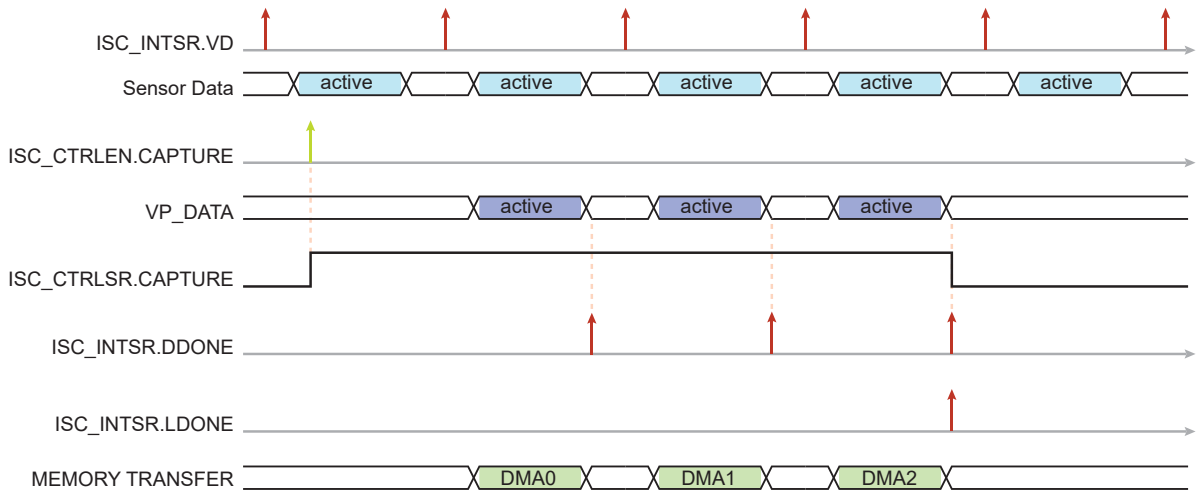 ISC_INTSR.VD
Sensor Data active active active active active
ISC_CTRLEN.CAPTURE
VP_DATA active active active
ISC_CTRLSR.CAPTURE
ISC_INTSR.DDONE
ISC_INTSR.LDONE
MEMORY TRANSFER DMA0 DMA1 DMA2